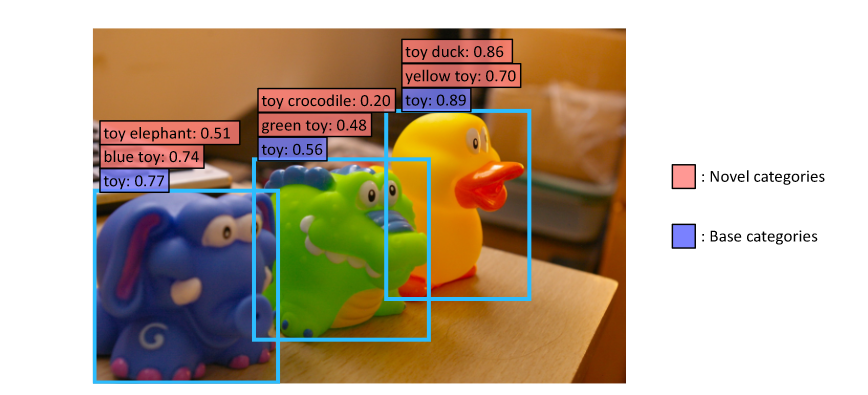 toy duck: 0.86
yellow toy: 0.70
toy: 0.89
toy crocodile: 0.20
green toy: 0.48
toy: 0.56
toy elephant: 0.51
blue toy: 0.74
toy: 0.77
: Novel categories
: Base categories